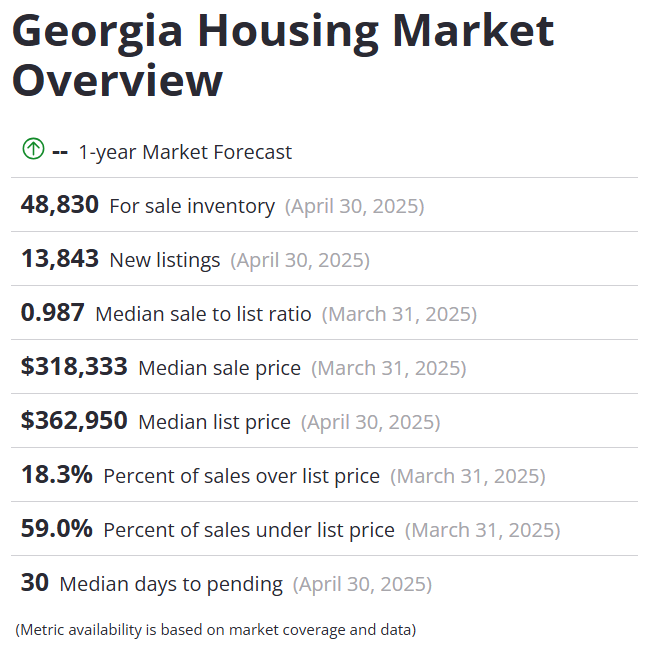 Georgia Housing Market
Overview
-- 1-year Market Forecast
48,830 For sale inventory (April 30, 2025)
13,843 New listings (April 30, 2025)
0.987 Median sale to list ratio (March 31, 2025)
$318,333 Median sale price (March 31, 2025)
$362,950 Median list price (April 30, 2025)
18.3% Percent of sales over list price (March 31, 2025)
59.0% Percent of sales under list price (March 31, 2025)
30 Median days to pending (April 30, 2025)
(Metric availability is based on market coverage and data)